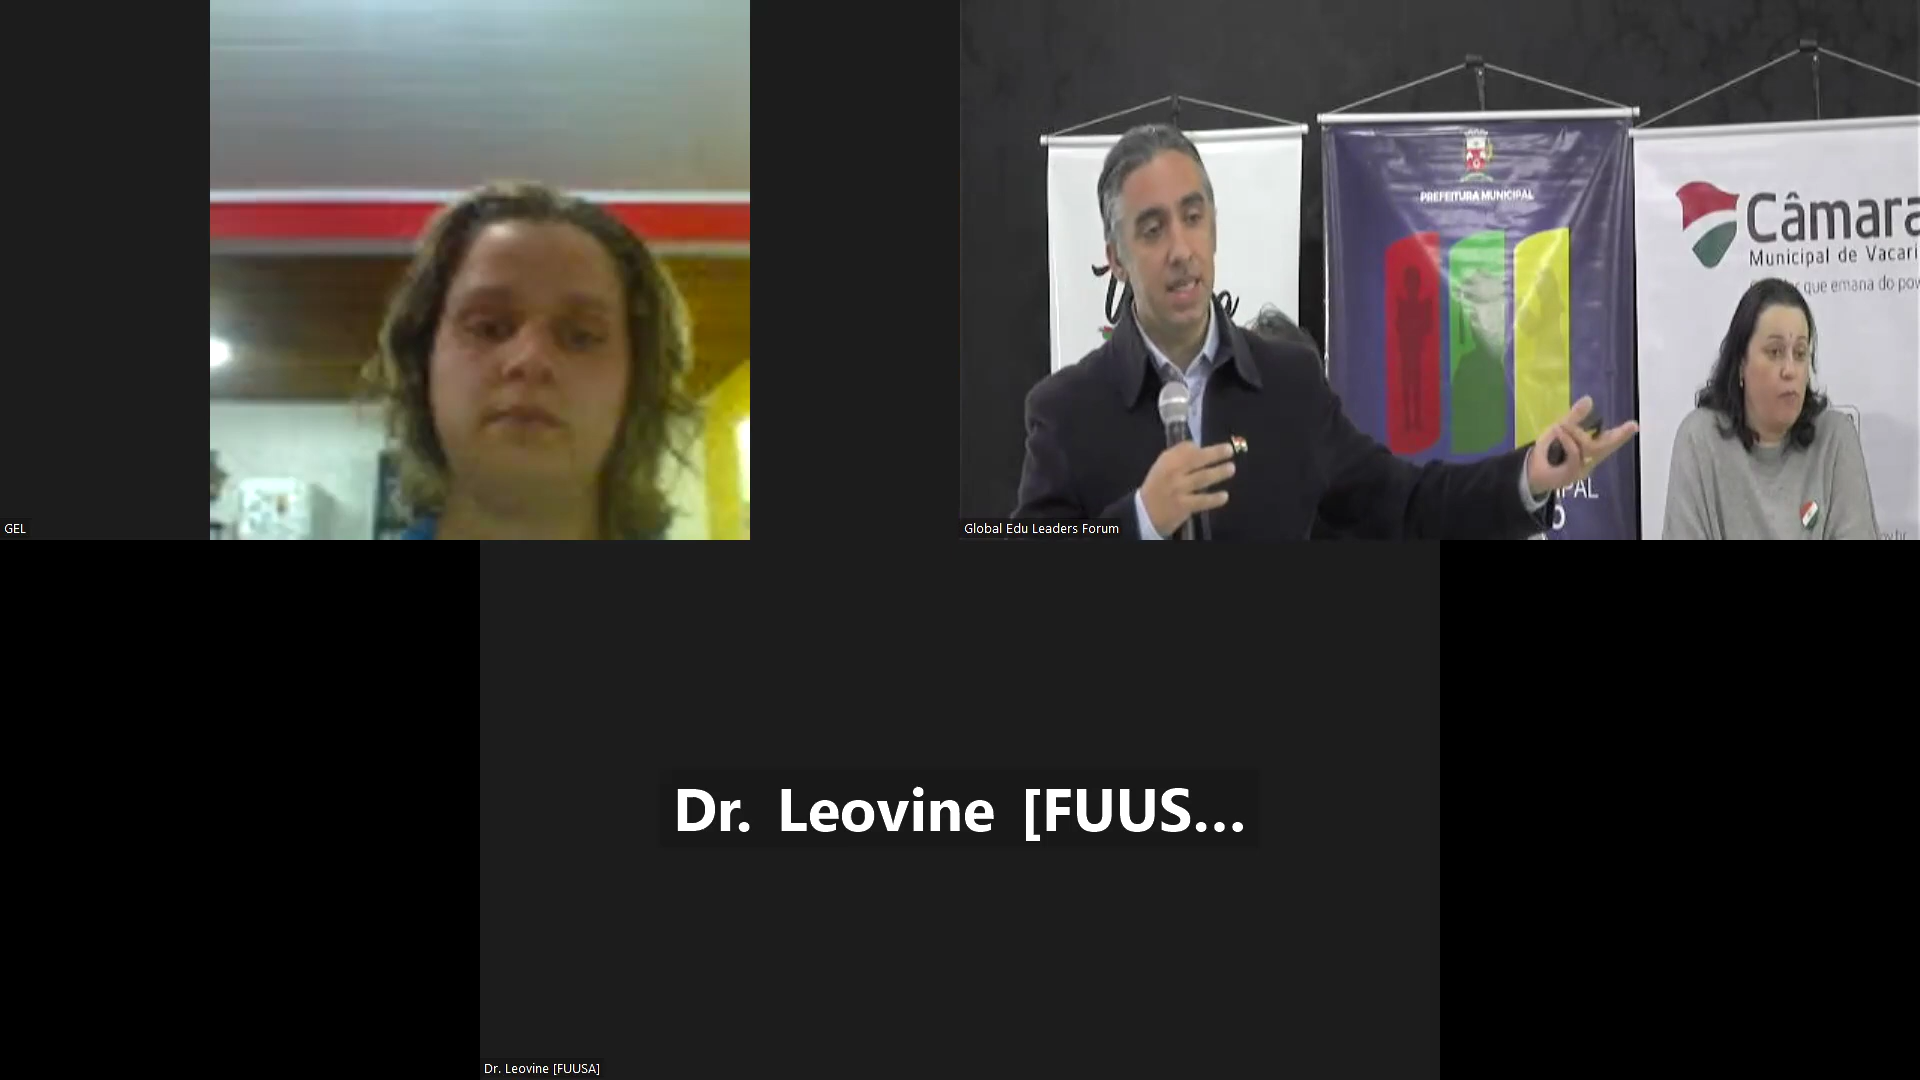 GEL
PREFEITURA MUNICIPAL
Câmara
Municipal de Vacari
que emana do pov
IPAL
Global Edu Leaders Forum
Dr. Leovine [FUUS...
Dr. Leovine [FUUSA]